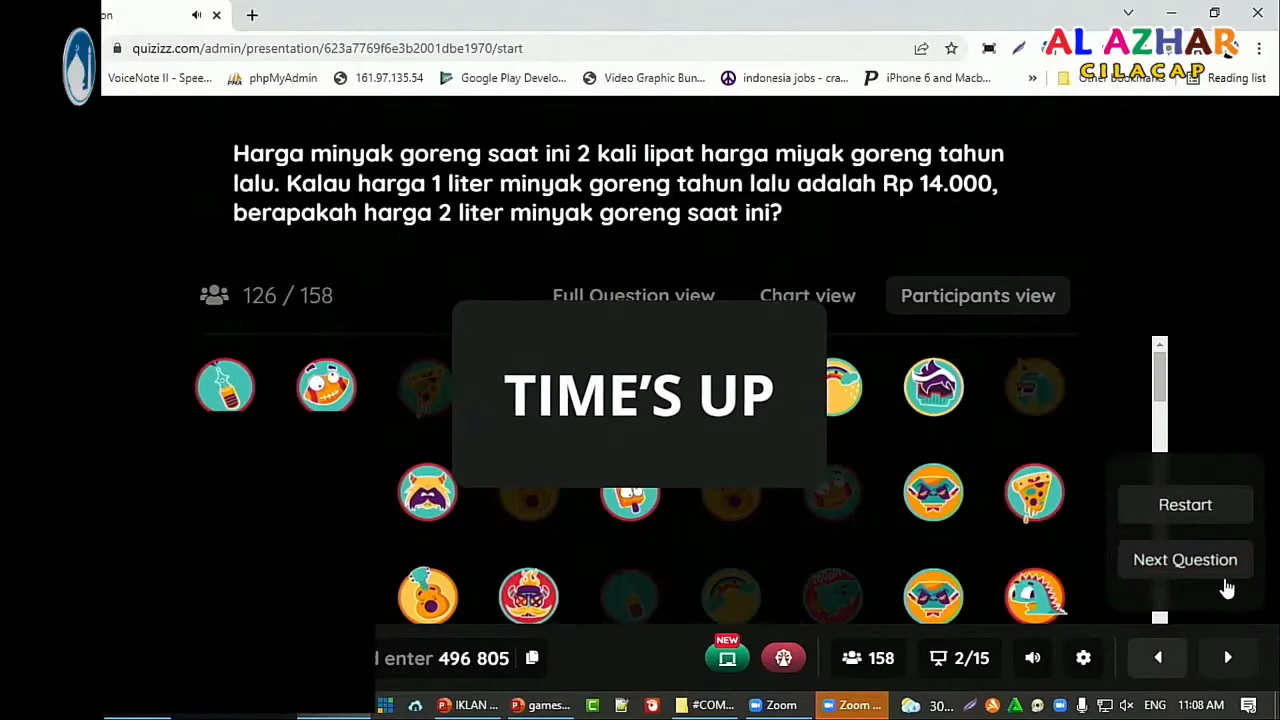 on
AL AZHAR
CILACAP
quizizz.com/admin/presentation/623a7769f6e3b2001dbe1970/start
VoiceNote II - Spee...
phpMyAdmin
161.97.135.54
Google Play Develo...
Video Graphic Bun...
indonesia jobs - cra...
iPhone 6 and Macb...
»
Other bookmarks
Reading list
Harga minyak goreng saat ini 2 kali lipat harga miyak goreng tahun
lalu. Kalau harga 1 liter minyak goreng tahun lalu adalah Rp 14.000,
berapakah harga 2 liter minyak goreng saat ini?
126 / 158
Full Question view
Chart view
Participants view
TIME'S UP
Restart
Next Question
d enter 496 805
NEW
158
2/15
IKLAN ...
games...
#COM...
Zoom
Zoom ...
30...
ENG
11:08 AM